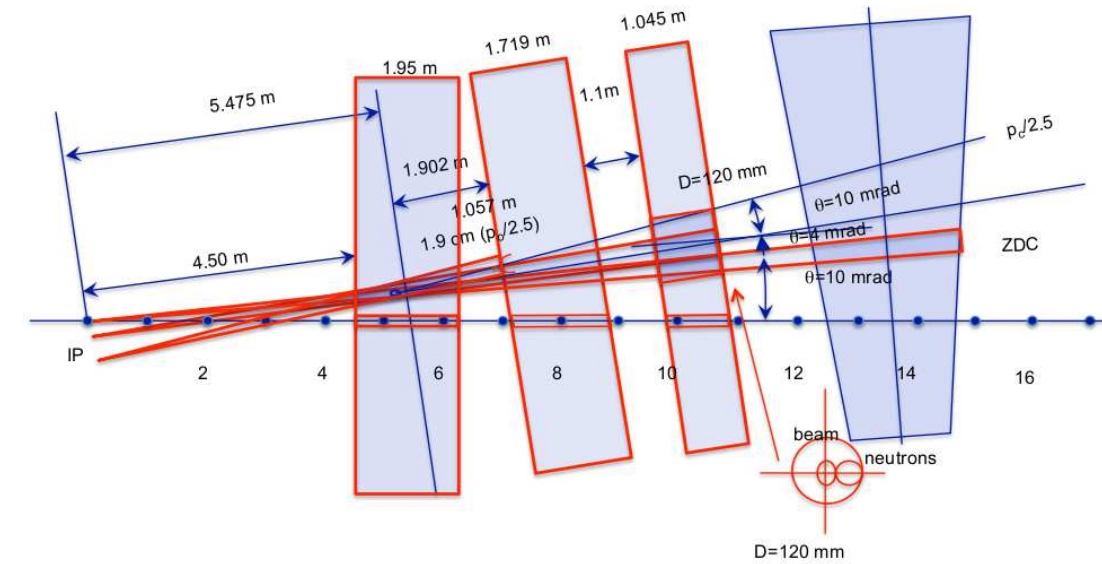 1.045 m
1.719 m
1.95 m
5.475 m
1.1m
1.902 m
D=120 mm
pₒ/2.5
θ=10 mrad
1.057 m
1.9 cm (pₒ/2.5)
4.50 m
θ=4 mrad
ZDC
θ=10 mrad
IP
2
4
6
8
10
12
14
16
beam
neutrons
D=120 mm